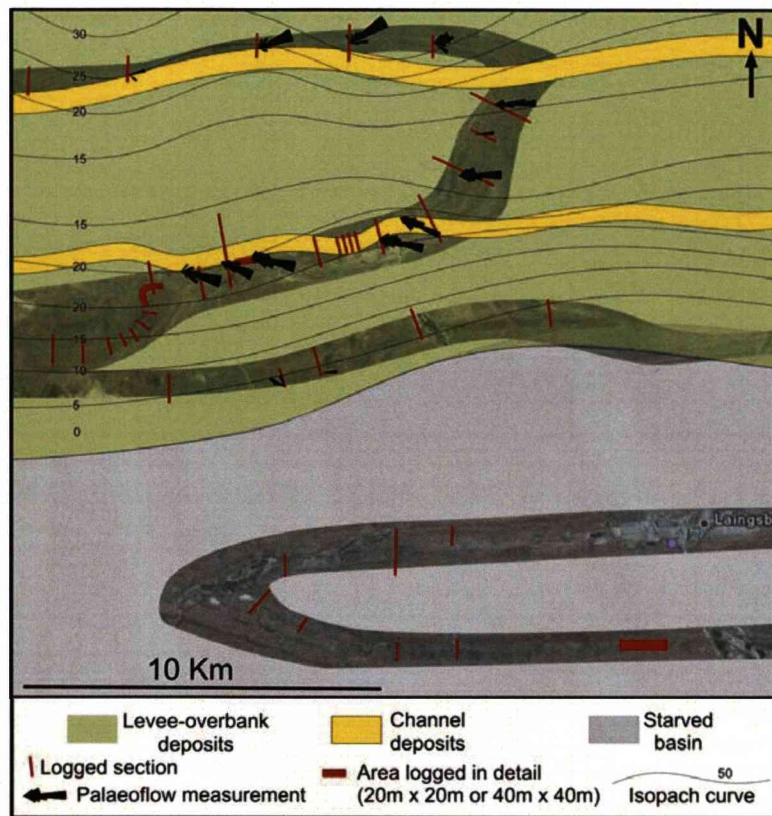 30
N
25
20
15
15
20
20
15
10
5
0
Laingsb
10 Km
Levee-overbank deposits
Channel deposits
Starved basin
Logged section
Area logged in detail (20m x 20m or 40m x 40m)
50
Palaeoflow measurement
Isopach curve